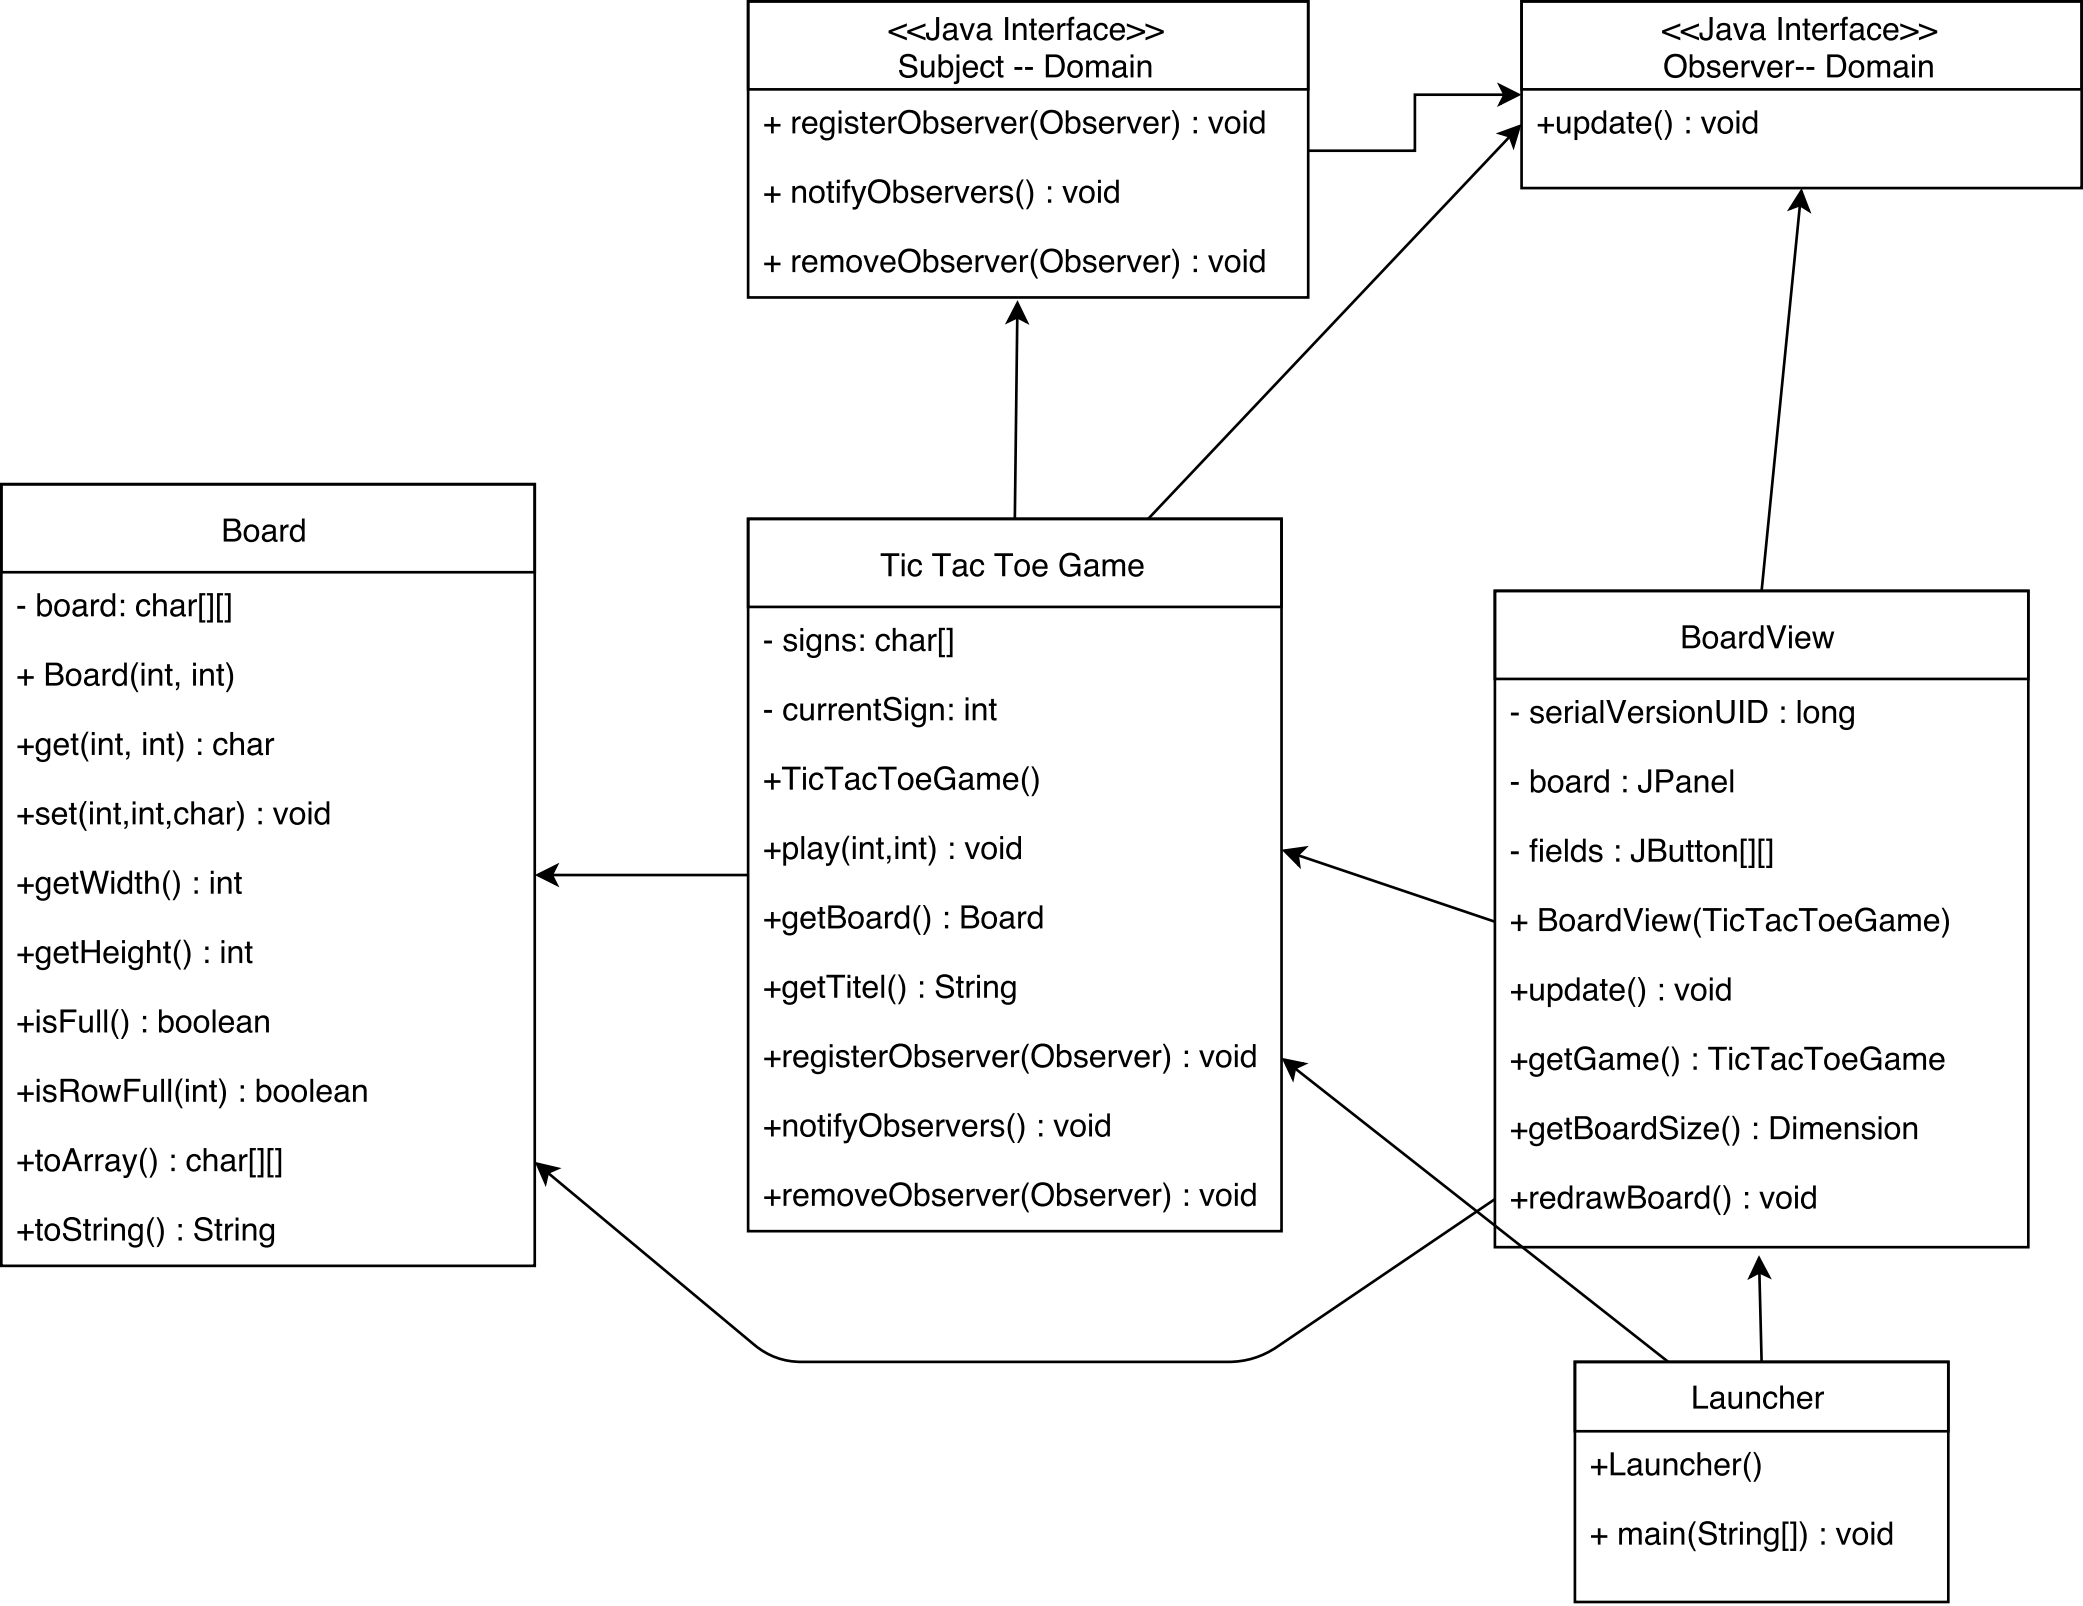 <<Java Interface>>
Subject -- Domain
+ registerObserver(Observer) : void
+ notifyObservers() : void
+ removeObserver(Observer) : void
<<Java Interface>>
Observer-- Domain
+update() : void
Board
- board: char[][]
+ Board(int, int)
+get(int, int) : char
+set(int,int,char) : void
+getWidth() : int
+getHeight() : int
+isFull() : boolean
+isRowFull(int) : boolean
+toArray() : char[][]
+toString() : String
Tic Tac Toe Game
- signs: char[]
- currentSign: int
+TicTacToeGame()
+play(int,int) : void
+getBoard() : Board
+getTitel() : String
+registerObserver(Observer) : void
+notifyObservers() : void
+removeObserver(Observer) : void
BoardView
- serialVersionUID : long
- board : JPanel
- fields : JButton[][]
+ BoardView(TicTacToeGame)
+update() : void
+getGame() : TicTacToeGame
+getBoardSize() : Dimension
+redrawBoard() : void
Launcher
+Launcher()
+ main(String[]) : void